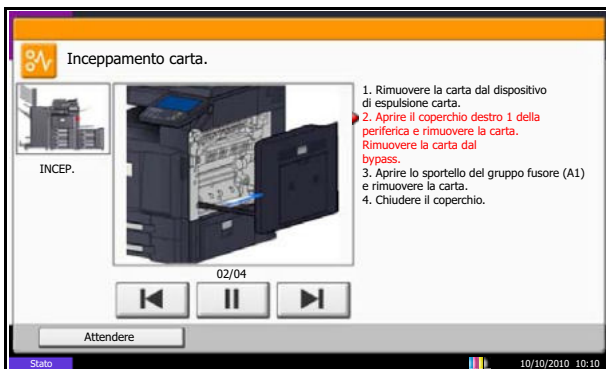 Inceppamento carta.
INCEP.
02/04
1. Rimuovere la carta dal dispositivo
di espulsione carta.
2. Aprire il coperchio destro 1 della
periferica e rimuovere la carta.
Rimuovere la carta dal
bypass.
3. Aprire lo sportello del gruppo fusore (A1)
e rimuovere la carta.
4. Chiudere il coperchio.
Attendere
Stato
10/10/2010 10:10